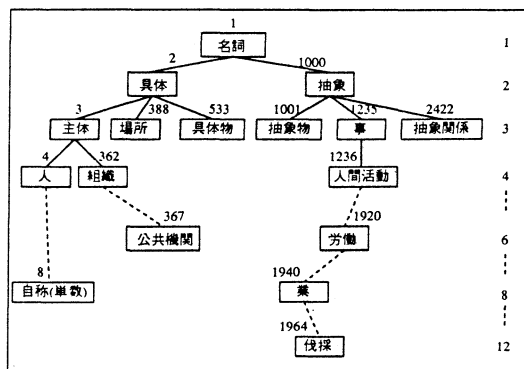 1
名詞 1
2 1000
具体 抽象 2
3 388 533 1001 1235 2422
主体 場所 具体物 抽象物 事 抽象関係 3
4 362 1236
人 組織 人間活動 4
367 1920
公共機関 労働 6
8 1940
自称(単数) 業 8
1964
伐採 12